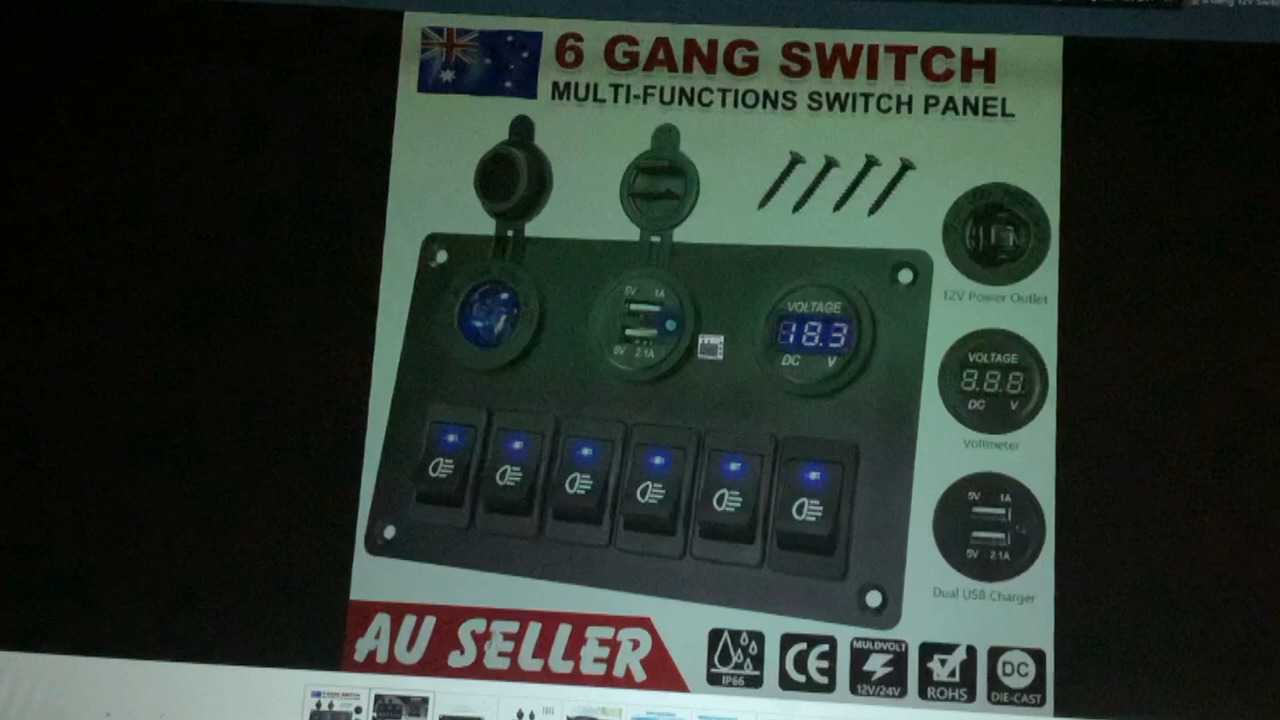 6 GANG SWITCH
MULTI-FUNCTIONS SWITCH PANEL
12V Power Outlet
5V 1A
5V 2.1A
VOLTAGE
18.3
DC V
VOLTAGE
8.8.8
DC V
Voltmeter
5V 1A
5V 2.1A
Dual USB Charger
AU SELLER
IP66
CE
MULDVOLT
12V/24V
ROHS
DC
DIE-CAST